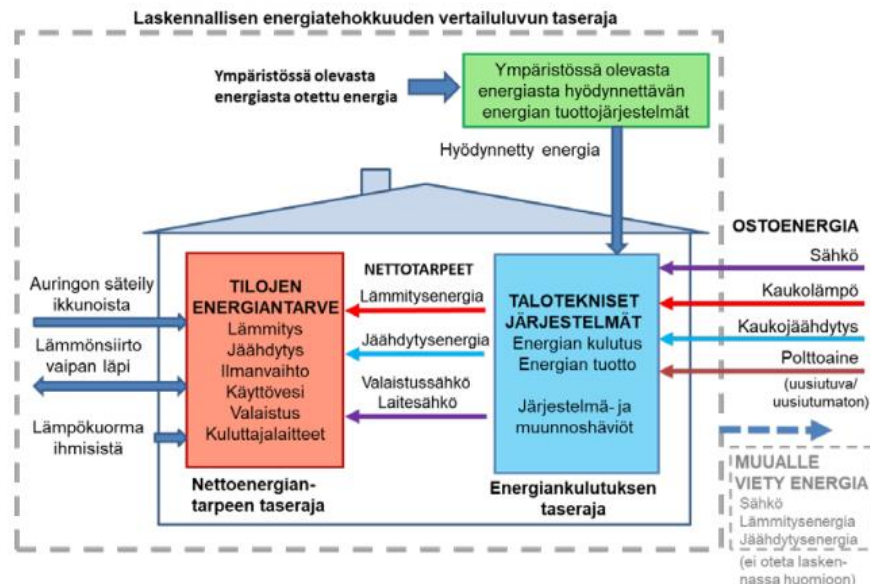 Laskennallisen energiatehokkuuden vertailuluvun taseraja
Ympäristössä olevasta
energiasta otettu energia
Ympäristössä olevasta
energiasta hyödynnettävän
energian tuottojärjestelmät
Hyödynnetty energia
OSTOENERGIA
Sähkö
Kaukolämpö
Kaukojäähdytys
Polttoaine
(uusiutuva/
uusiutumaton)
Auringon säteily
ikkunoista
Lämmönsiirto
vaipan läpi
Lämpökuorma
ihmisistä
TILOJEN
ENERGIANTARVE
Lämmitys
Jäähdytys
Ilmanvaihto
Käyttövesi
Valaistus
Kuluttajalaitteet
Nettoenergian-
tarpeen taseraja
NETTOTARPEET
Lämmitysenergia
Jäähdytysenergia
Valaistussähkö
Laitesähkö
TALOTEKNISET
JÄRJESTELMÄT
Energian kulutus
Energian tuotto
Järjestelmä- ja
muunnoshäviöt
Energiankulutuksen
taseraja
MUUALLE
VIETY ENERGIA
Sähkö
Lämmitysenergia
Jäähdytysenergia
(ei oteta lasken-
nassa huomioon)